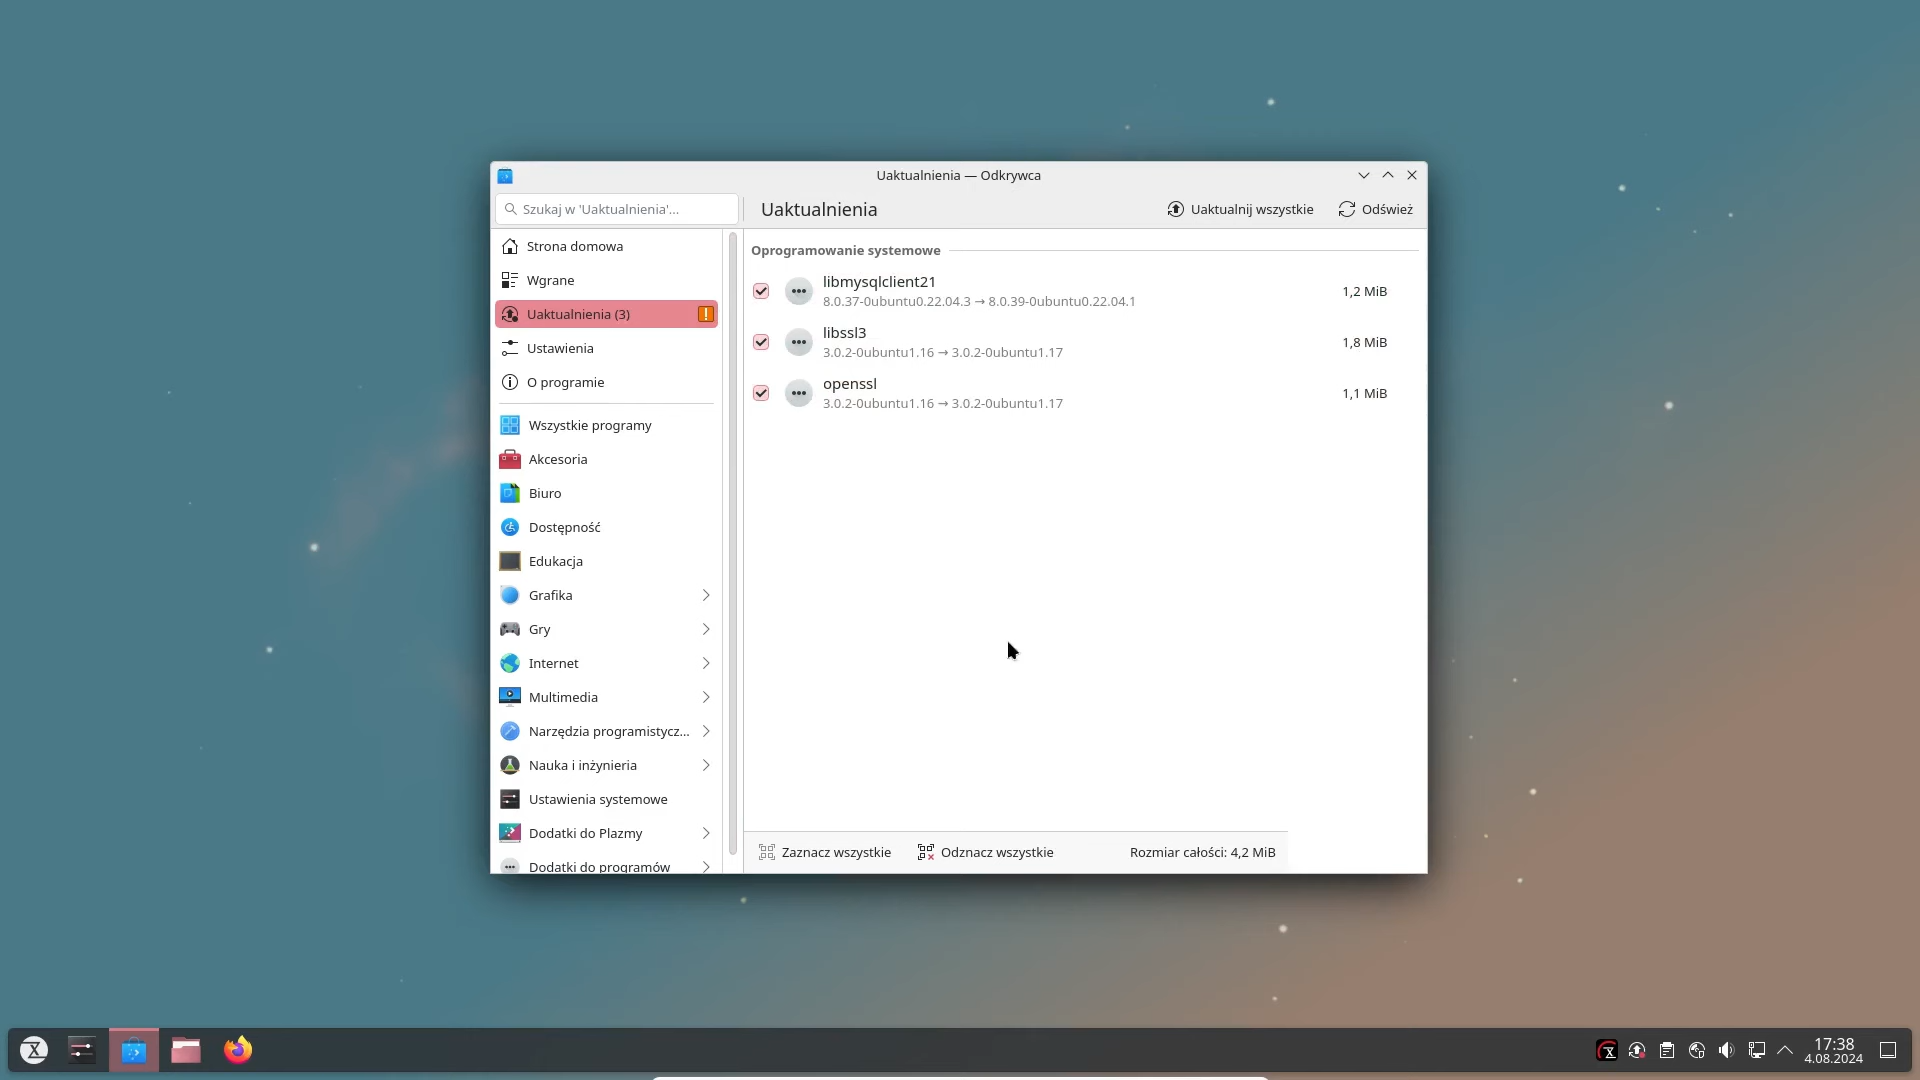 Uaktualnienia — Odkrywca
Szukaj w 'Uaktualnienia'...
Uaktualnienia
Uaktualnij wszystkie
Odśwież
Strona domowa
Wgrane
Uaktualnienia (3)
Ustawienia
O programie
Wszystkie programy
Akcesoria
Biuro
Dostępność
Edukacja
Grafika
Gry
Internet
Multimedia
Narzędzia programistycz...
Nauka i inżynieria
Ustawienia systemowe
Dodatki do Plazmy
Dodatki do programów
Oprogramowanie systemowe
libmysqlclient21
8.0.37-0ubuntu0.22.04.3 → 8.0.39-0ubuntu0.22.04.1
1,2 MiB
libssl3
3.0.2-0ubuntu1.16 → 3.0.2-0ubuntu1.17
1,8 MiB
openssl
3.0.2-0ubuntu1.16 → 3.0.2-0ubuntu1.17
1,1 MiB
Zaznacz wszystkie
Odznacz wszystkie
Rozmiar całości: 4,2 MiB
17:38
4.08.2024